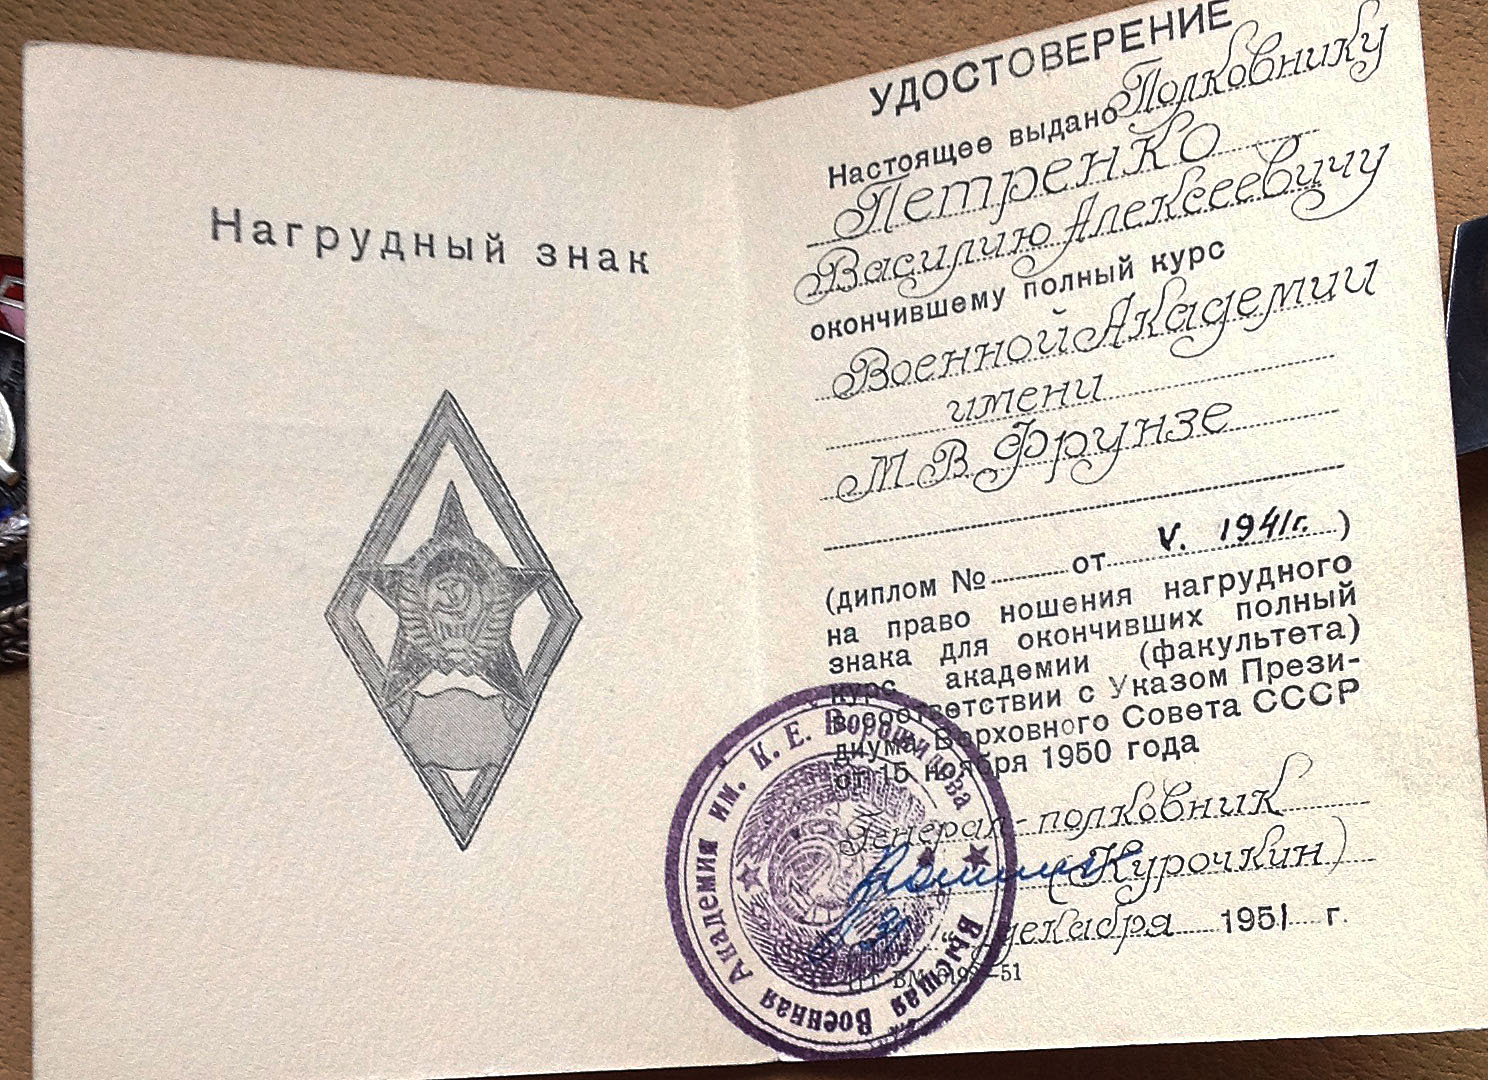 Нагрудный знак
УДОСТОВЕРЕНИЕ
Настоящее выдано Полковнику
Петренко
Василию Алексеевичу
окончившему полный курс
Военной Академии
имени
М В Фрунзе
(диплом № от V. 1941г. )
на право ношения нагрудного
знака для окончивших полный
курс академии (факультета)
в соответствии с Указом Прези-
диума Верховного Совета СССР
от 15 ноября 1950 года
Генерал-полковник
(Курочкин)
декабря 1951 г.
51
Высшая Военная Академия им. К. Е. Ворошилова